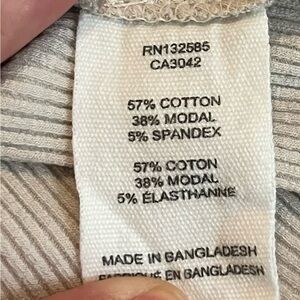 RN132585
CA3042
57% COTTON
38% MODAL
5% SPANDEX
57% COTON
38% MODAL
5% ÉLASTHANNE
MADE IN BANGLADESH
FABRIQUÉ EN BANGLADESH